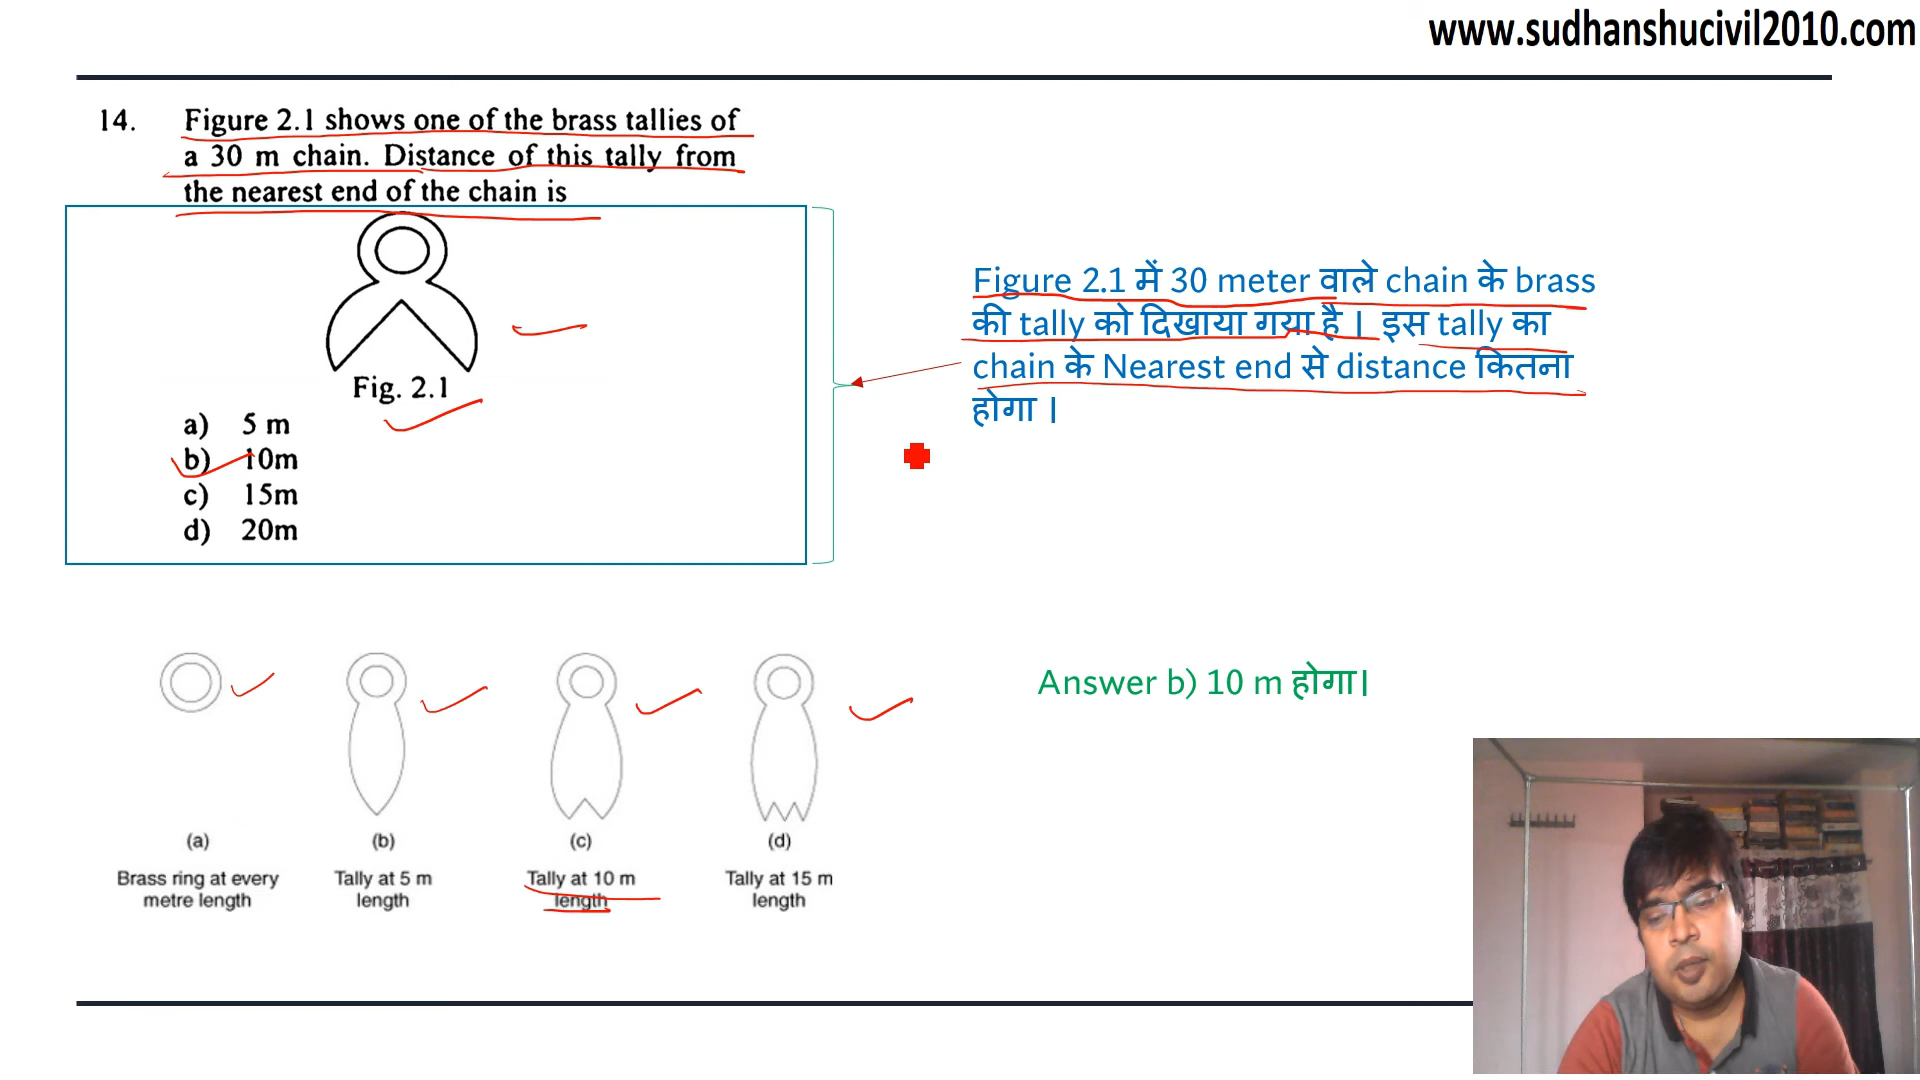 www.sudhanshucivil2010.com
14. Figure 2.1 shows one of the brass tallies of
a 30 m chain. Distance of this tally from
the nearest end of the chain is
Fig. 2.1
a) 5 m
b) 10m
c) 15m
d) 20m
Figure 2.1 में 30 meter वाले chain के brass
की tally को दिखाया गया है | इस tally का
chain के Nearest end से distance कितना
होगा |
(a)
Brass ring at every
metre length
(b)
Tally at 5 m
length
(c)
Tally at 10 m
length
(d)
Tally at 15 m
length
Answer b) 10 m होगा|